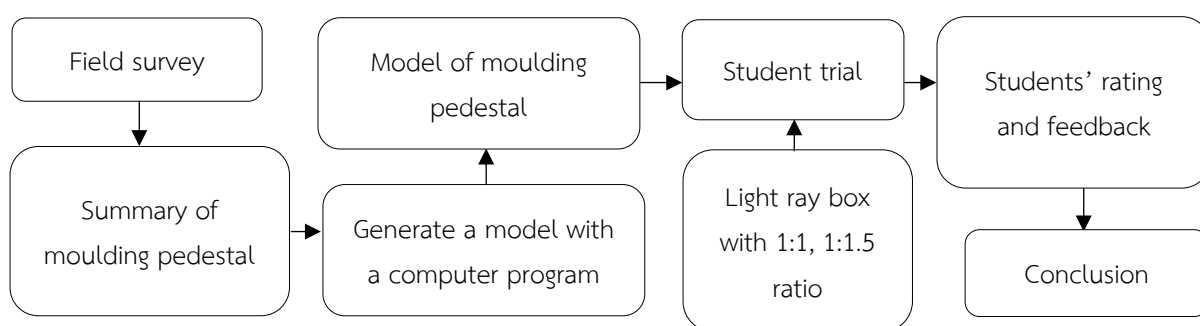 Field survey
Summary of
moulding pedestal
Generate a model with
a computer program
Model of moulding
pedestal
Student trial
Light ray box
with 1:1, 1:1.5
ratio
Students’ rating
and feedback
Conclusion